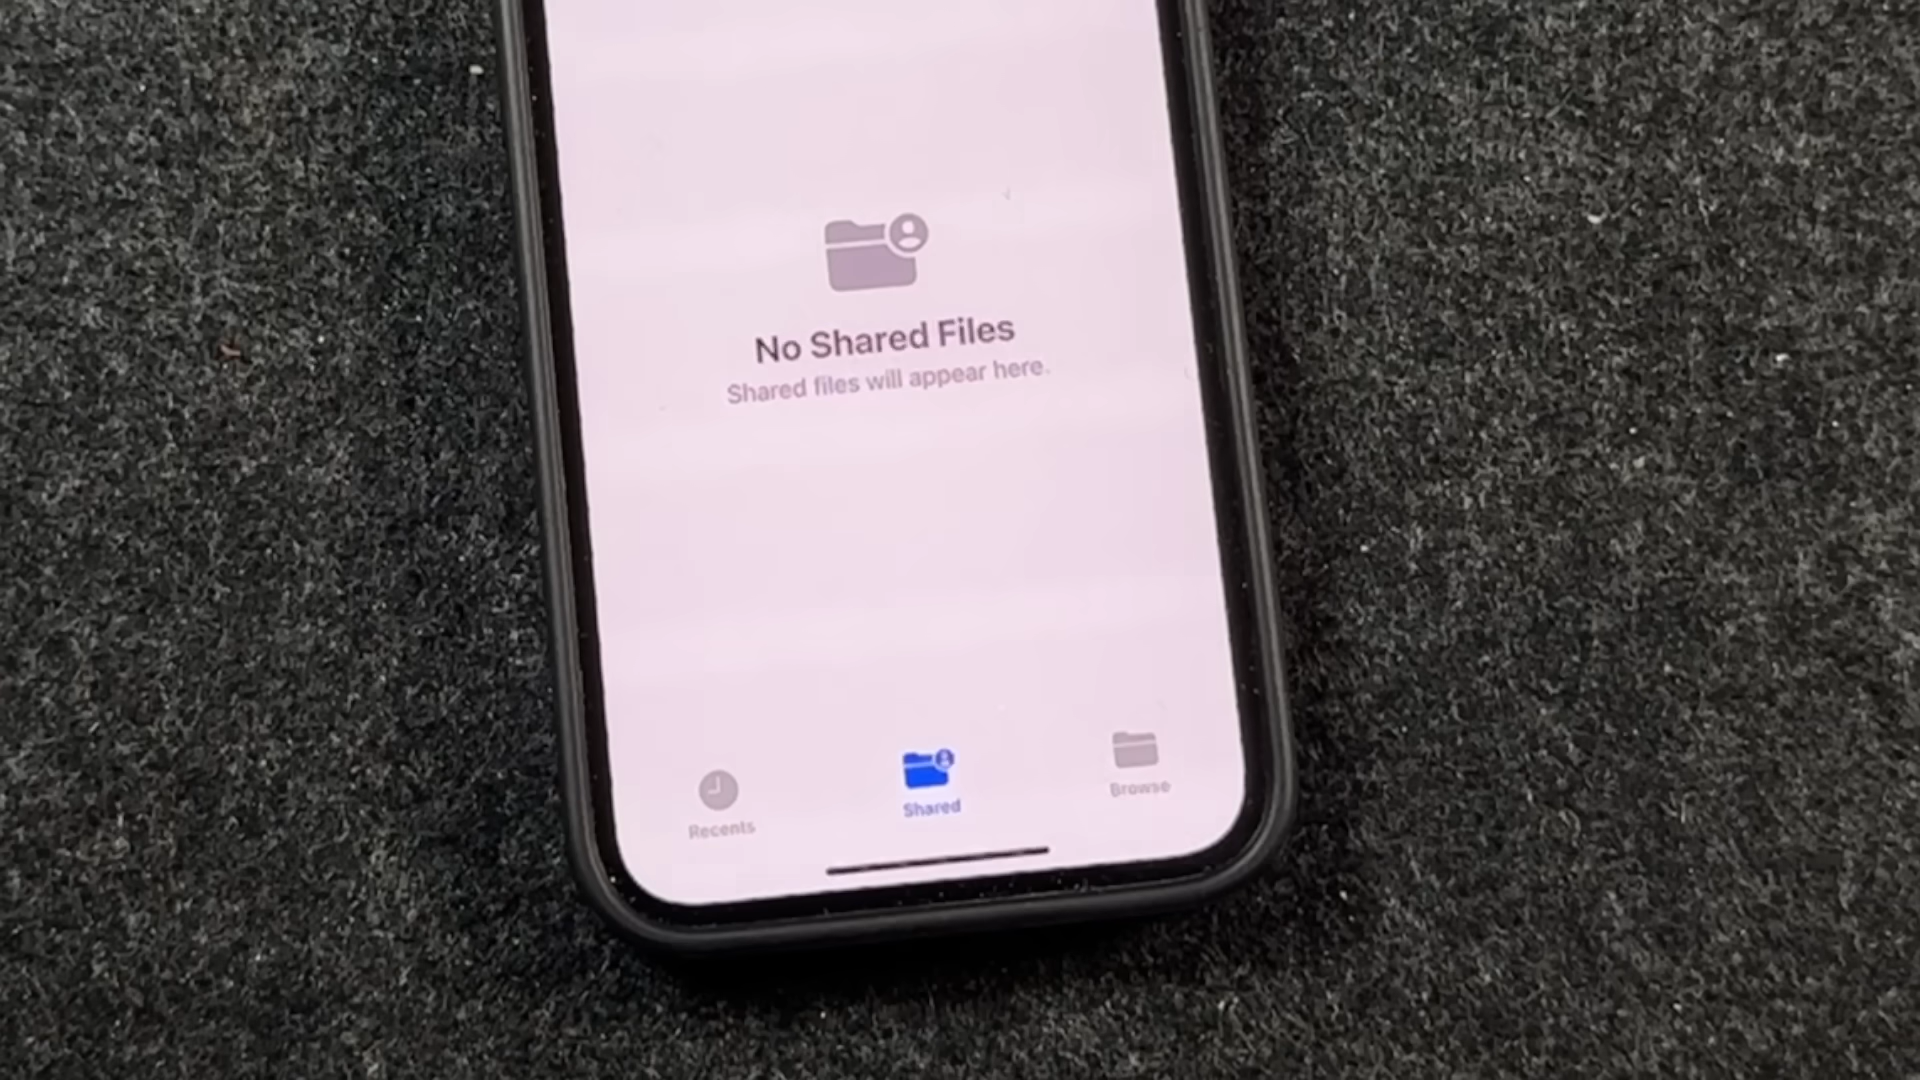 No Shared Files
Shared files will appear here.
Recents
Shared
Browse